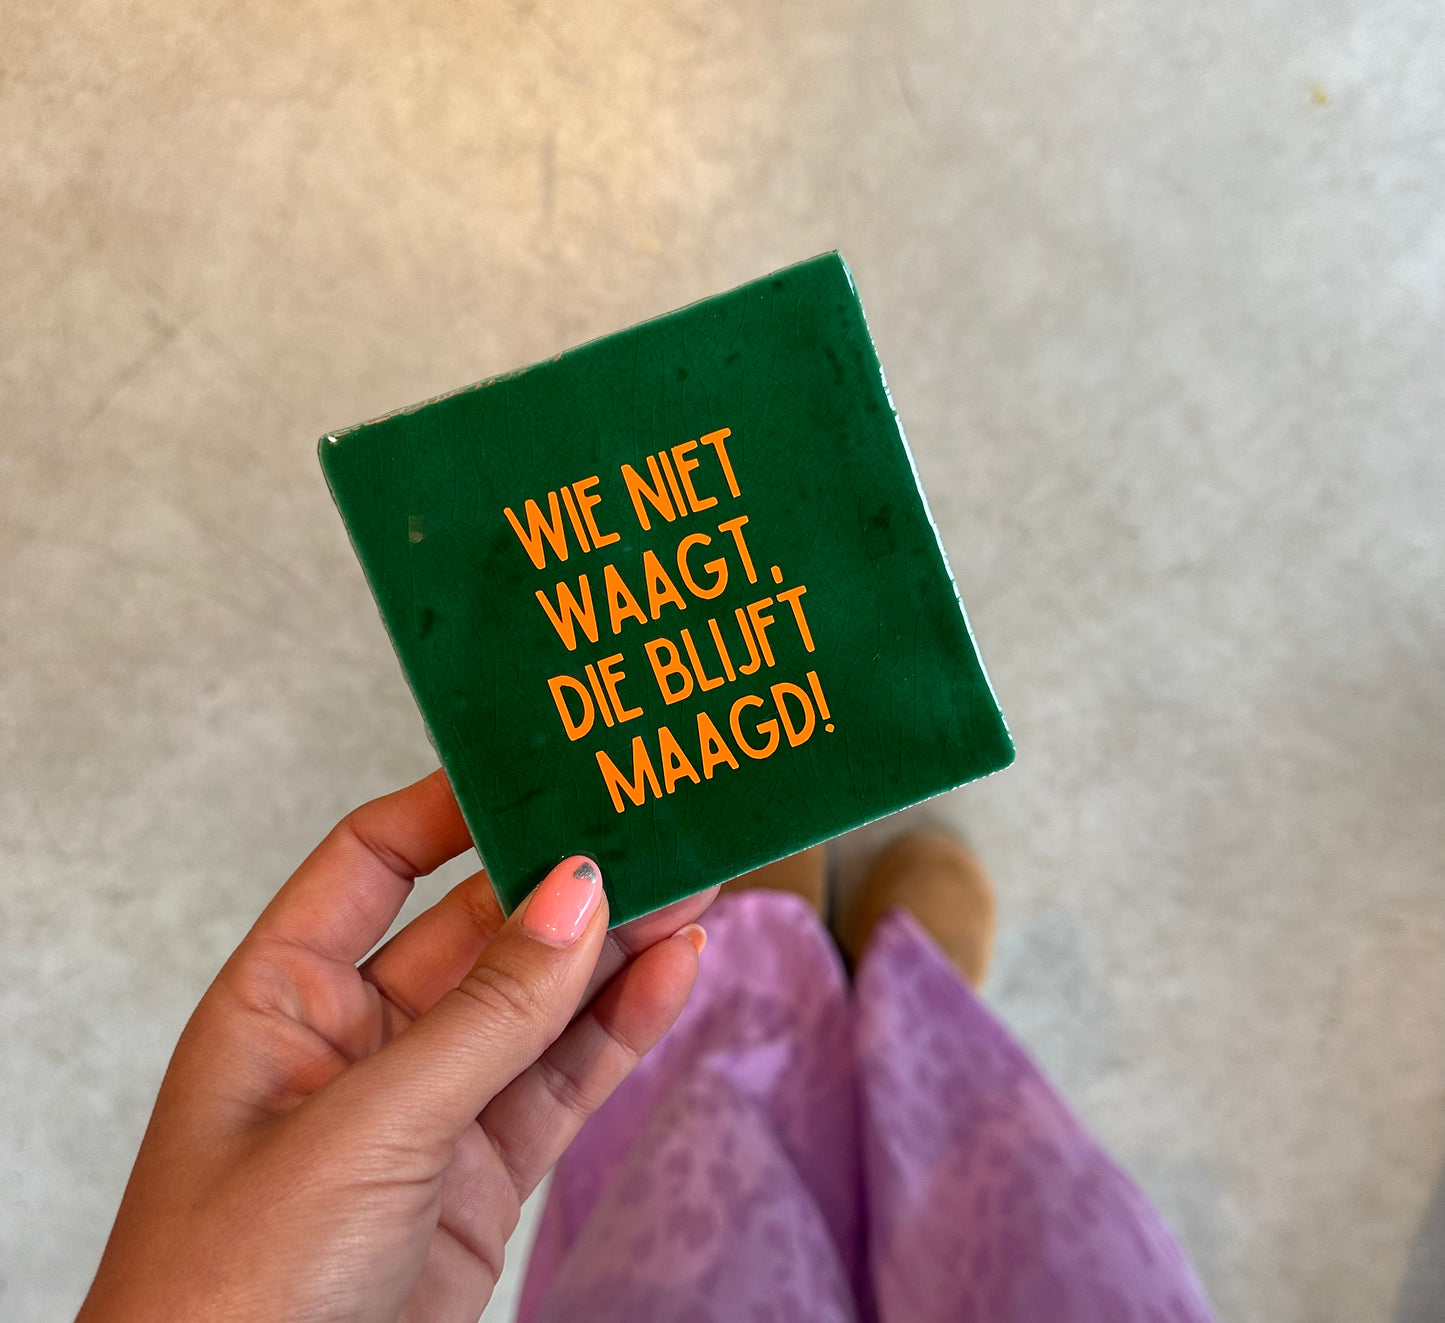 WIE NIET
WAAGT,
DIE BLIJFT
MAAGD!